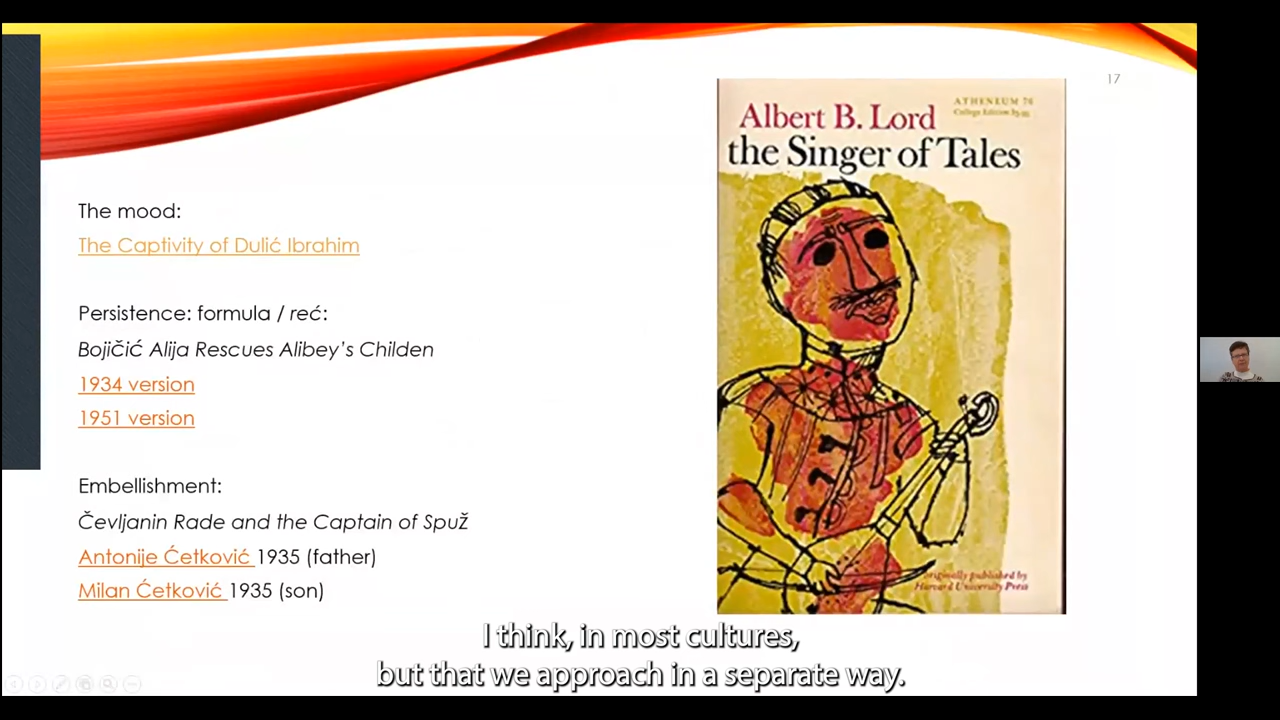 17
The mood:
The Captivity of Dulić Ibrahim
Persistence: formula / reć:
Bojičić Alija Rescues Alibey's Childen
1934 version
1951 version
Embellishment:
Čevljanin Rade and the Captain of Spuž
Antonije Ćetković 1935 (father)
Milan Ćetković 1935 (son)
ATHENEUM 76
College Edition
Albert B. Lord
the Singer of Tales
originally published by
Harvard University Press
I think, in most cultures,
but that we approach in a separate way.